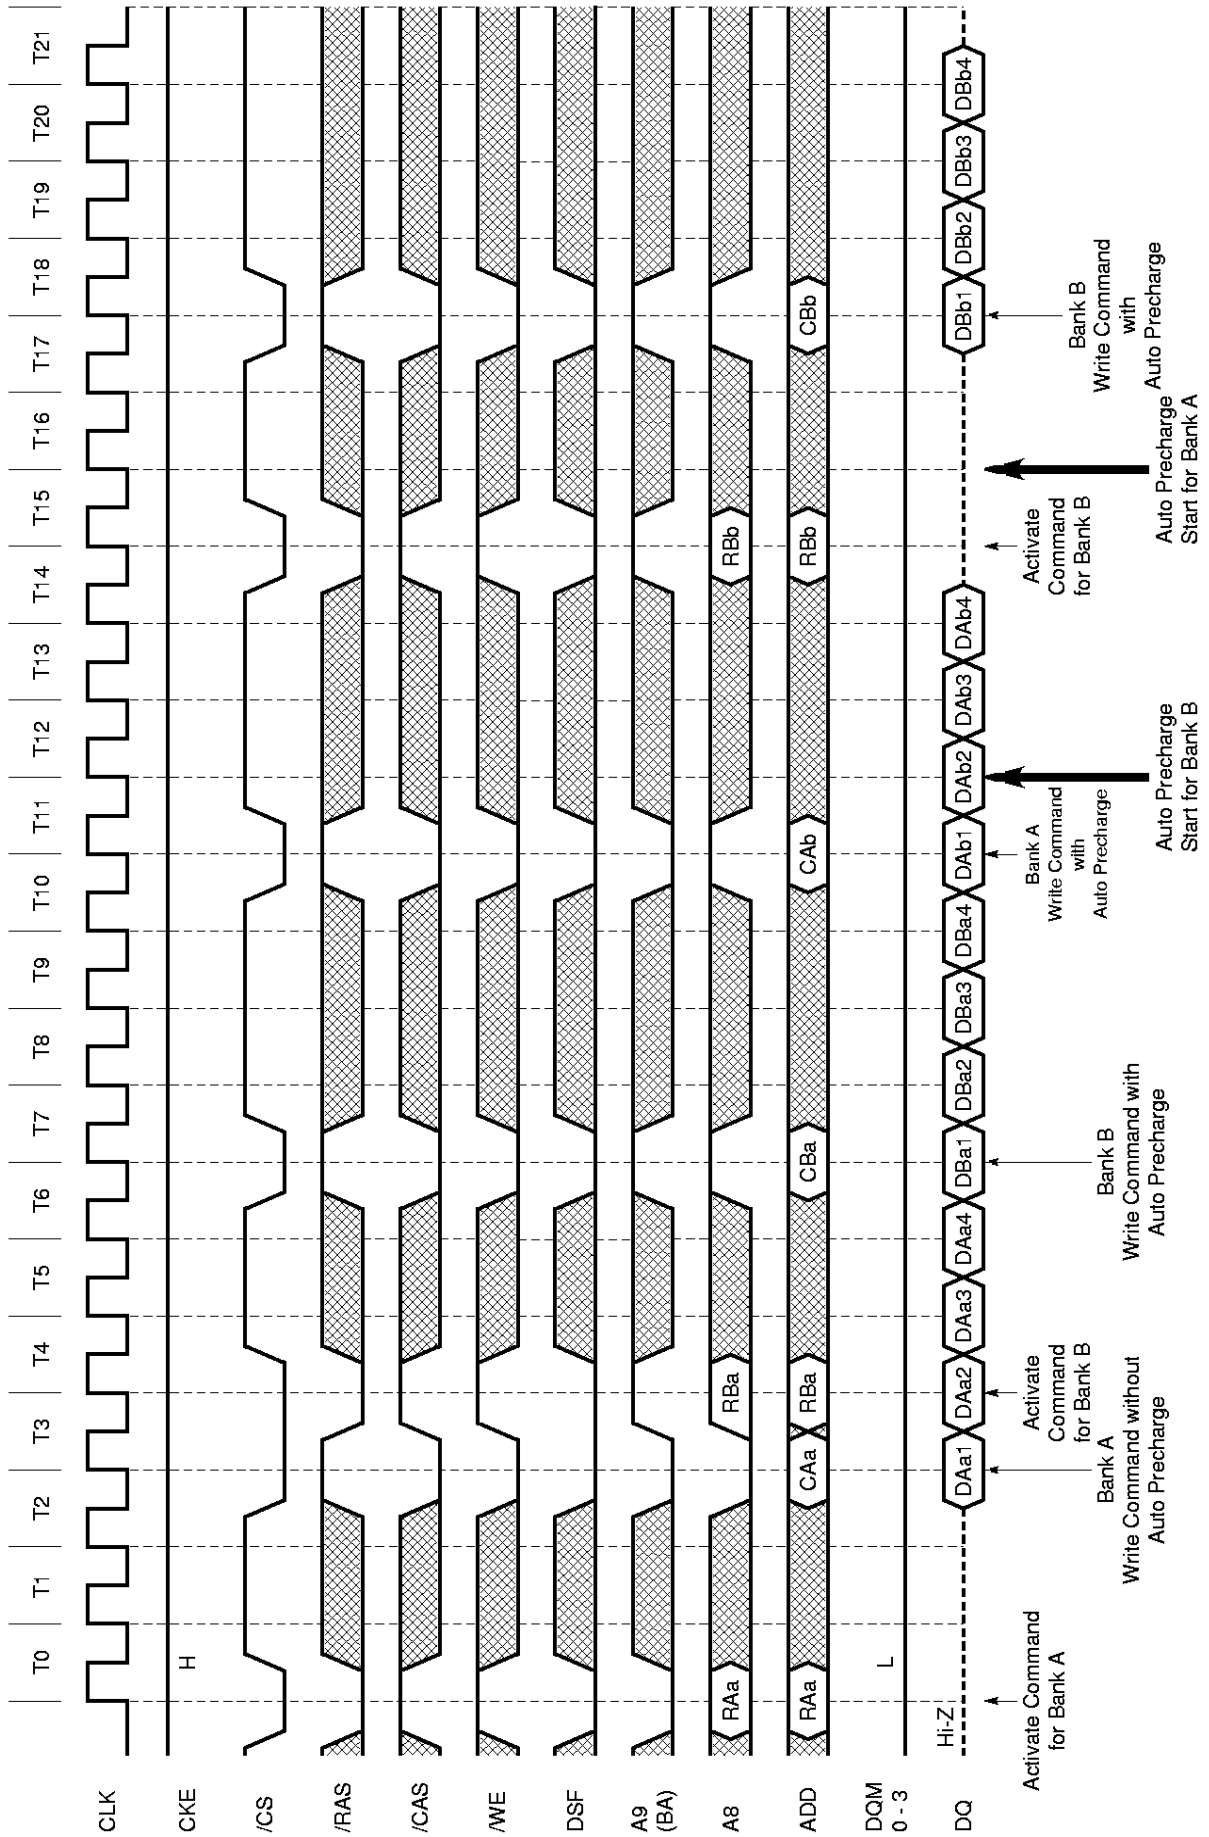 T0 T1 T2 T3 T4 T5 T6 T7 T8 T9 T10 T11 T12 T13 T14 T15 T16 T17 T18 T19 T20 T21
CLK
CKE H
/CS
/RAS
/CAS
/WE
DSF
A9
(BA)
A8 RAa RBa RBb
ADD RAa CAa RBa CBa CAb RBb CBb
DQM
0 - 3
L
DQ Hi-Z DAa1 DAa2 DAa3 DAa4 DBa1 DBa2 DBa3 DBa4 DAb1 DAb2 DAb3 DAb4 DBb1 DBb2 DBb3 DBb4
Activate Command
for Bank A
Bank A
Write Command without
Auto Precharge
Activate
Command
for Bank B
Bank B
Write Command with
Auto Precharge
Bank A
Write Command
with
Auto Precharge
Auto Precharge
Start for Bank B
Activate
Command
for Bank B
Auto Precharge
Start for Bank A
Bank B
Write Command
with
Auto Precharge